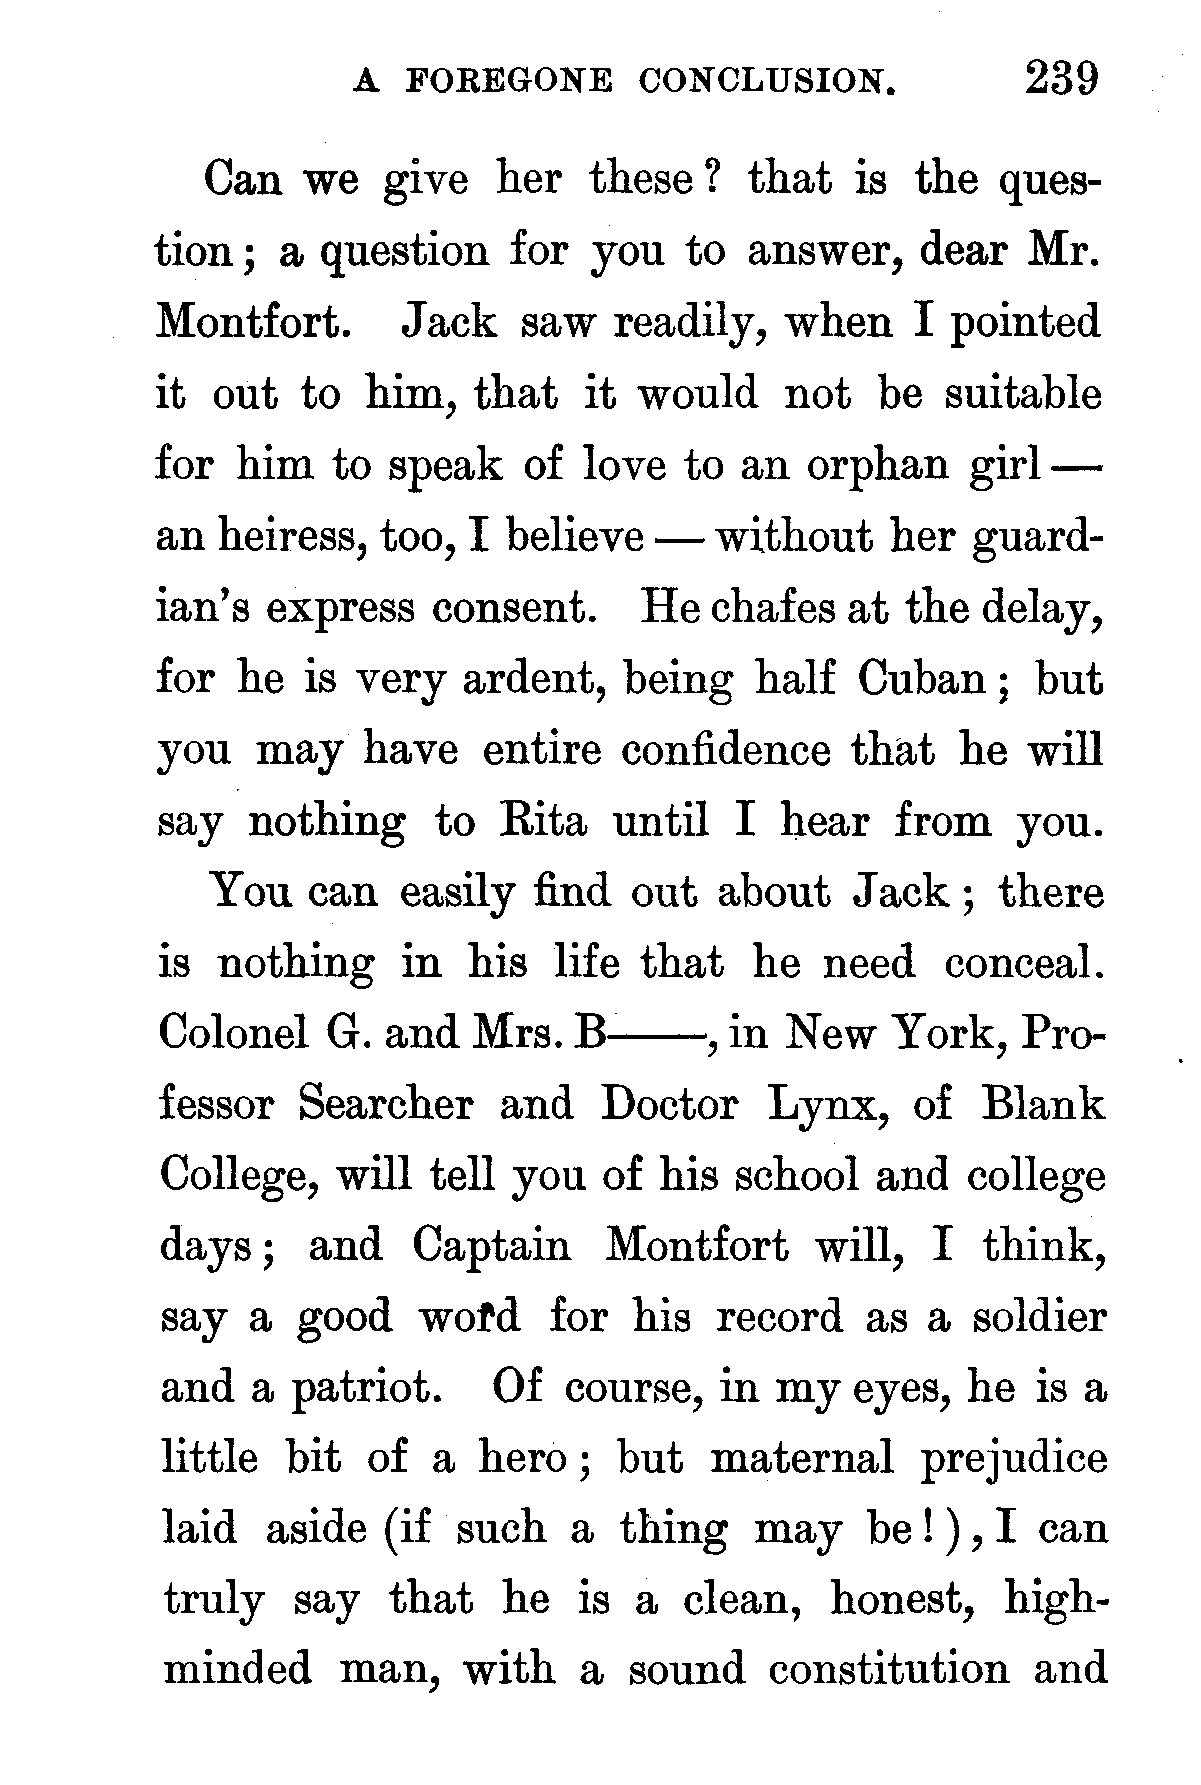 A FOREGONE CONCLUSION. 239
Can we give her these? that is the ques-
tion; a question for you to answer, dear Mr.
Montfort. Jack saw readily, when I pointed
it out to him, that it would not be suitable
for him to speak of love to an orphan girl —
an heiress, too, I believe — without her guard-
ian's express consent. He chafes at the delay,
for he is very ardent, being half Cuban; but
you may have entire confidence that he will
say nothing to Rita until I hear from you.
You can easily find out about Jack; there
is nothing in his life that he need conceal.
Colonel G. and Mrs. B——, in New York, Pro-
fessor Searcher and Doctor Lynx, of Blank
College, will tell you of his school and college
days; and Captain Montfort will, I think,
say a good word for his record as a soldier
and a patriot. Of course, in my eyes, he is a
little bit of a hero; but maternal prejudice
laid aside (if such a thing may be!), I can
truly say that he is a clean, honest, high-
minded man, with a sound constitution and